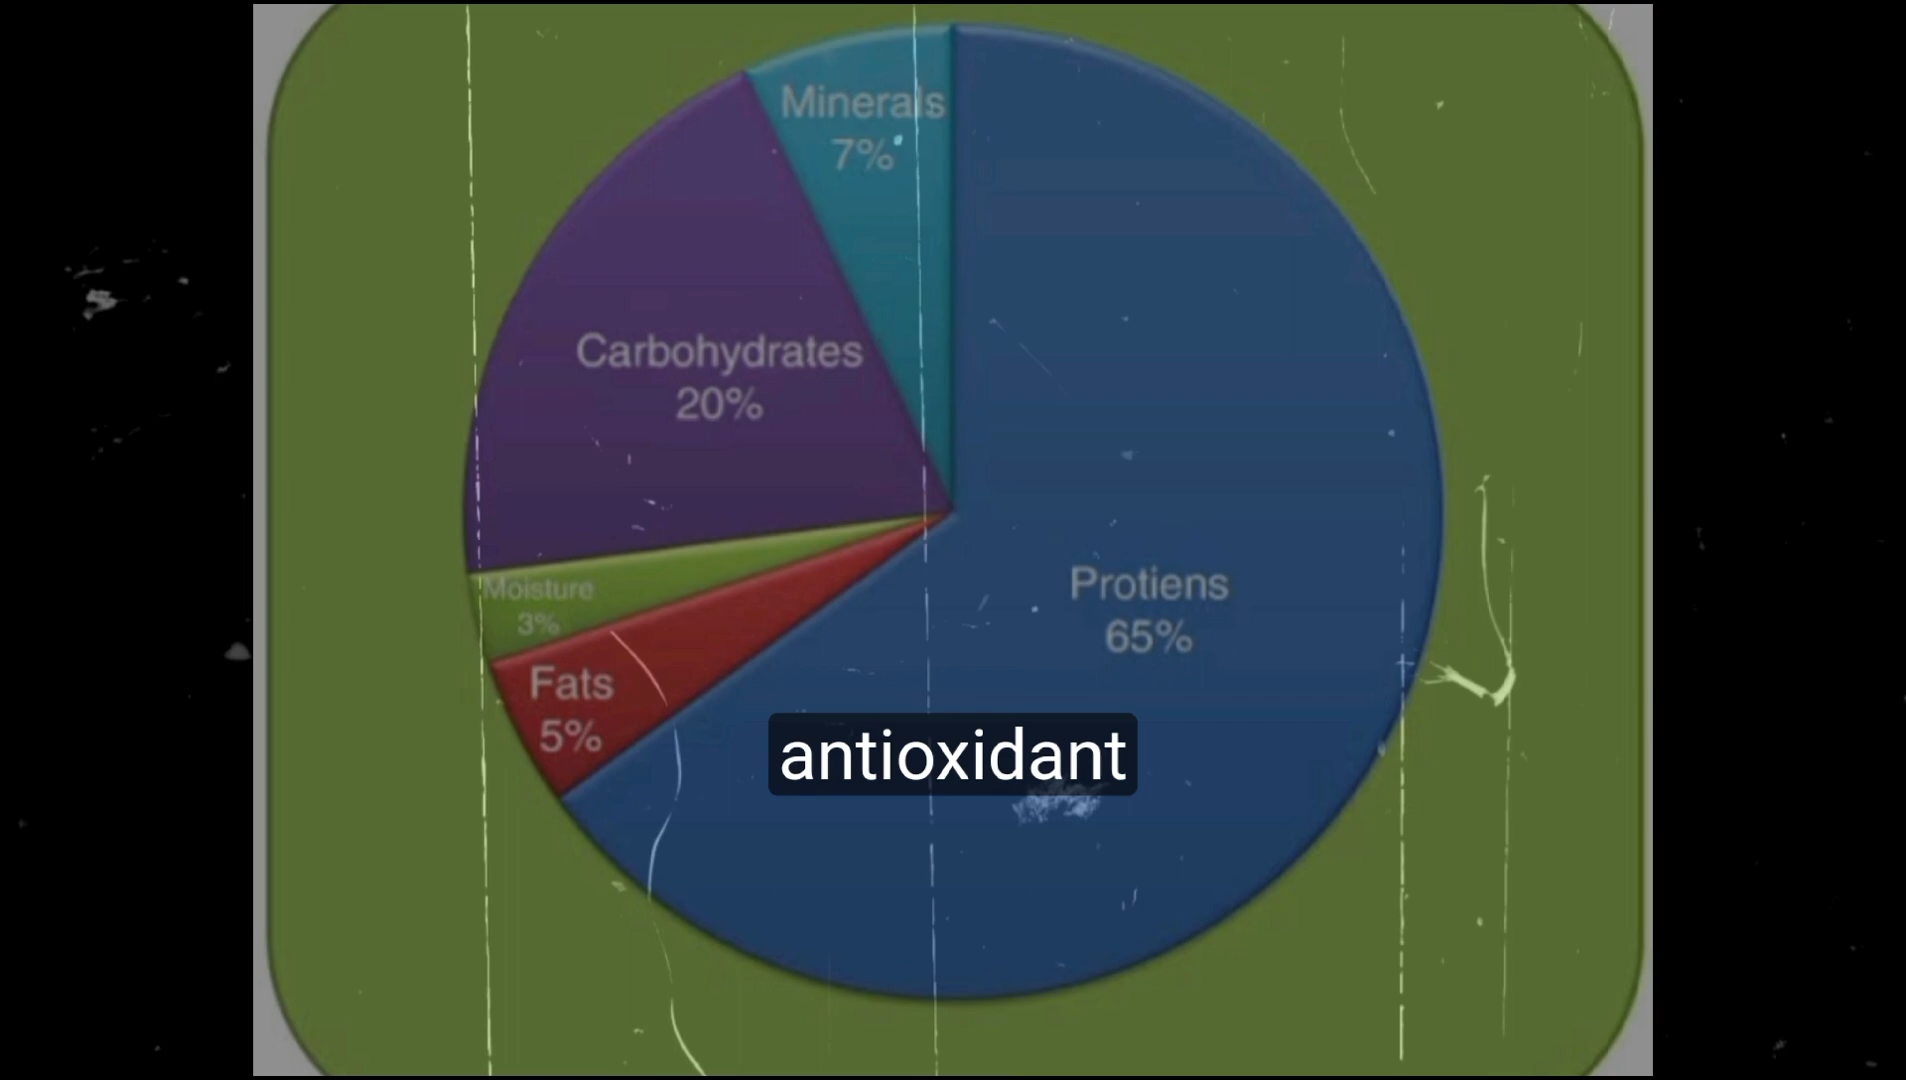 Minerals
7%
Carbohydrates
20%
Moisture
3%
Fats
5%
Protiens
65%
antioxidant